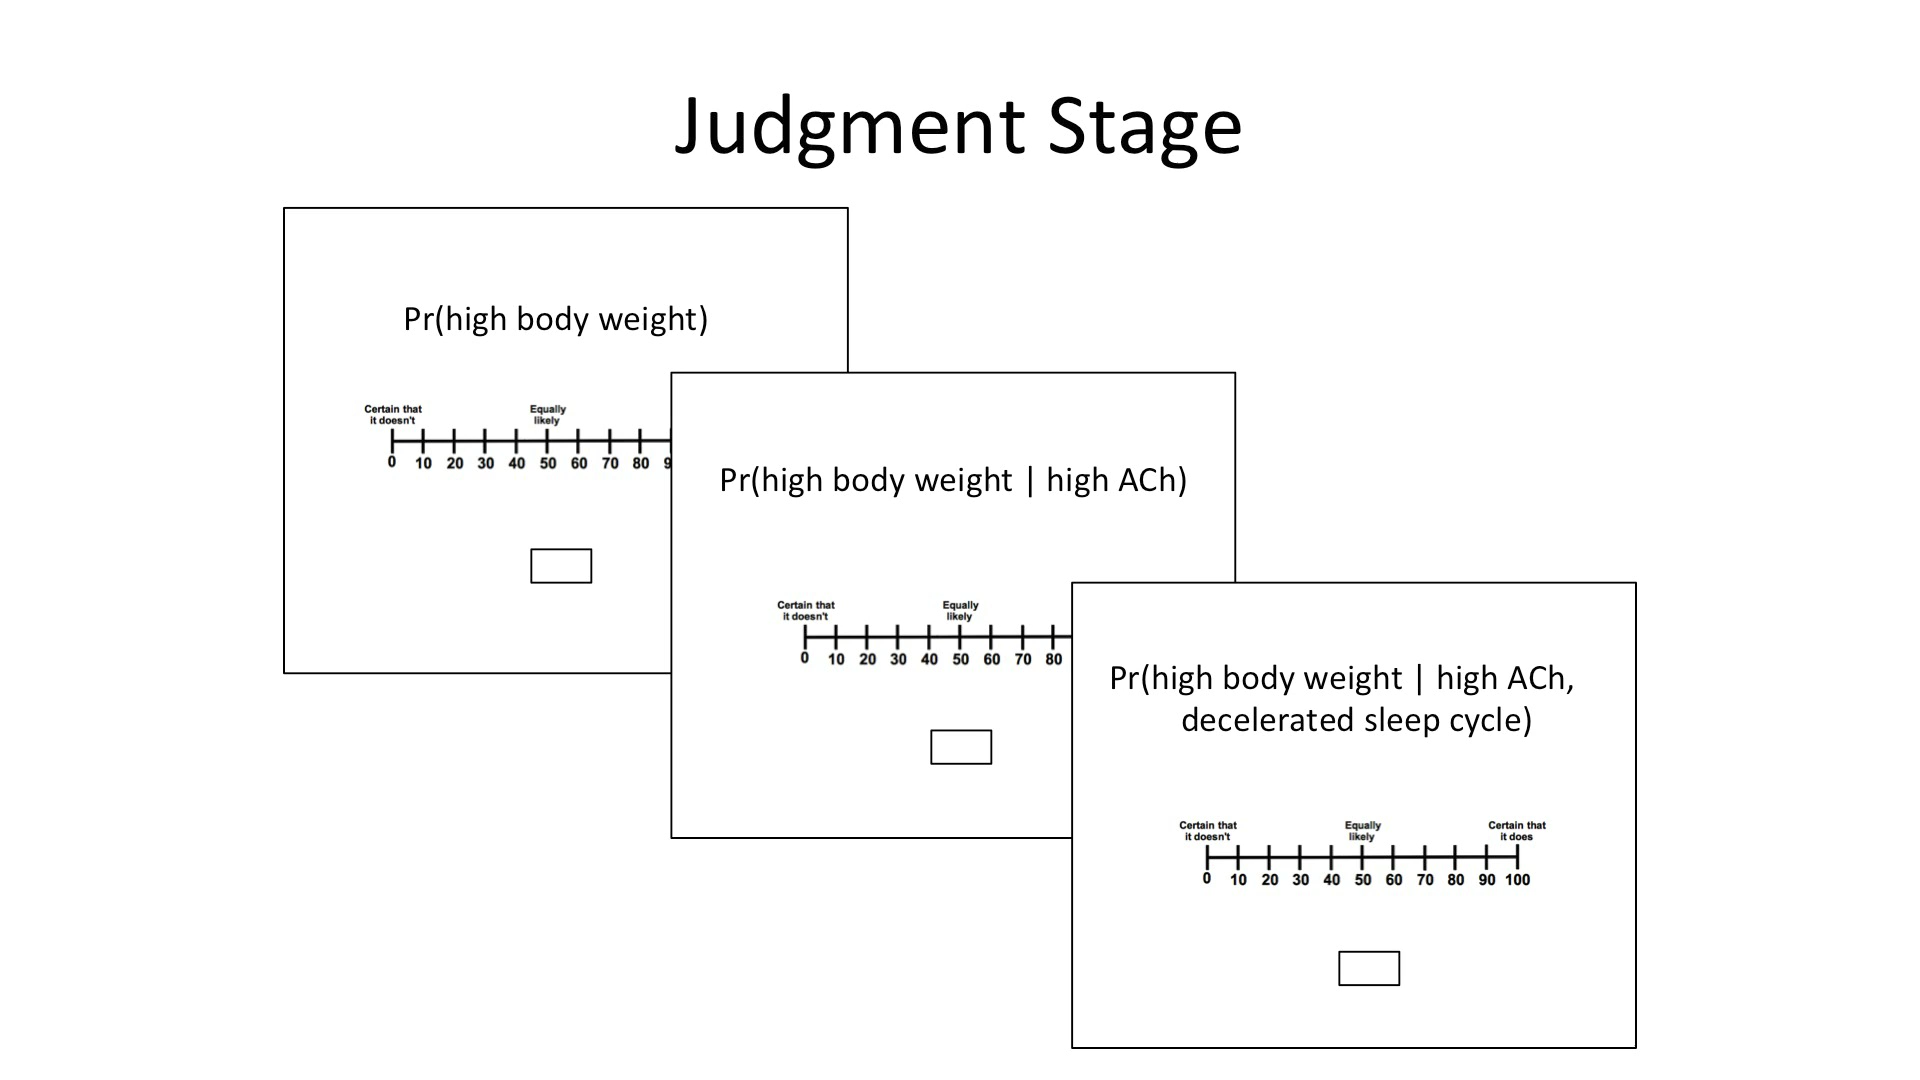 Judgment Stage
Pr(high body weight)
Certain that
it doesn't
Equally
likely
0 10 20 30 40 50 60 70 80 9
Pr(high body weight | high ACh)
Certain that
it doesn't
Equally
likely
0 10 20 30 40 50 60 70 80
Pr(high body weight | high ACh,
decelerated sleep cycle)
Certain that
it doesn't
Equally
likely
Certain that
it does
0 10 20 30 40 50 60 70 80 90 100